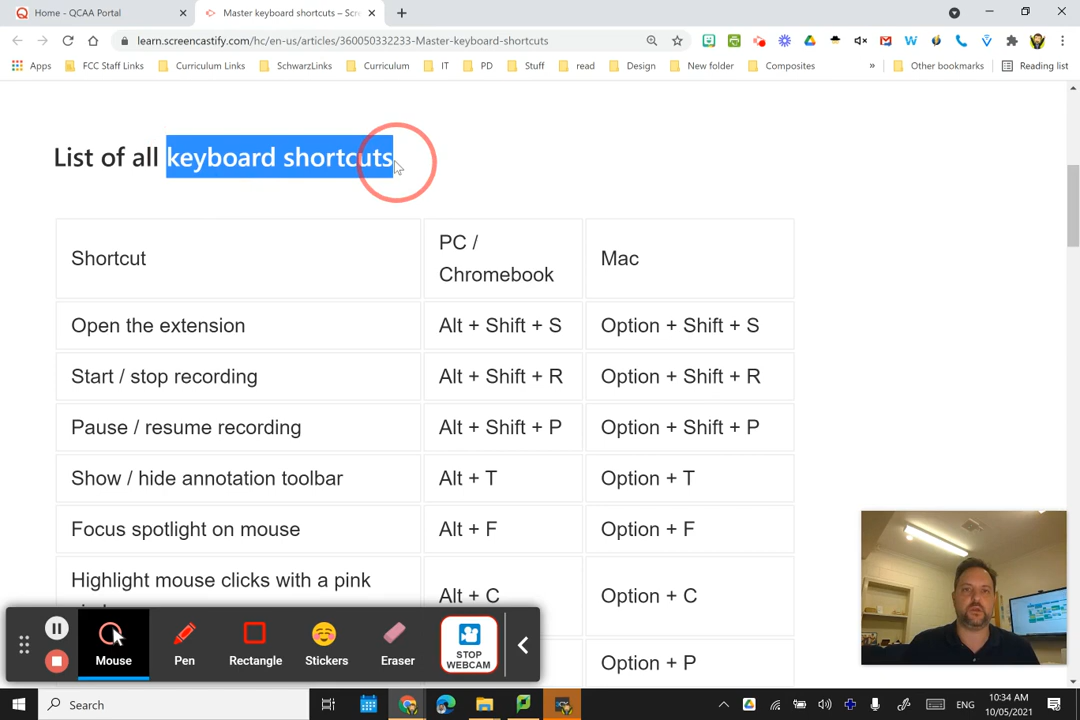 Home - QCAA Portal
Master keyboard shortcuts – Scre
learn.screencastify.com/hc/en-us/articles/360050332233-Master-keyboard-shortcuts
Apps
FCC Staff Links
Curriculum Links
SchwarzLinks
Curriculum
IT
PD
Stuff
read
Design
New folder
Composites
»
Other bookmarks
Reading list
List of all keyboard shortcuts
Shortcut
PC /
Chromebook
Mac
Open the extension
Alt + Shift + S
Option + Shift + S
Start / stop recording
Alt + Shift + R
Option + Shift + R
Pause / resume recording
Alt + Shift + P
Option + Shift + P
Show / hide annotation toolbar
Alt + T
Option + T
Focus spotlight on mouse
Alt + F
Option + F
Highlight mouse clicks with a pink
Alt + C
Option + C
Option + P
Mouse
Pen
Rectangle
Stickers
Eraser
STOP
WEBCAM
Search
ENG
10:34 AM
10/05/2021